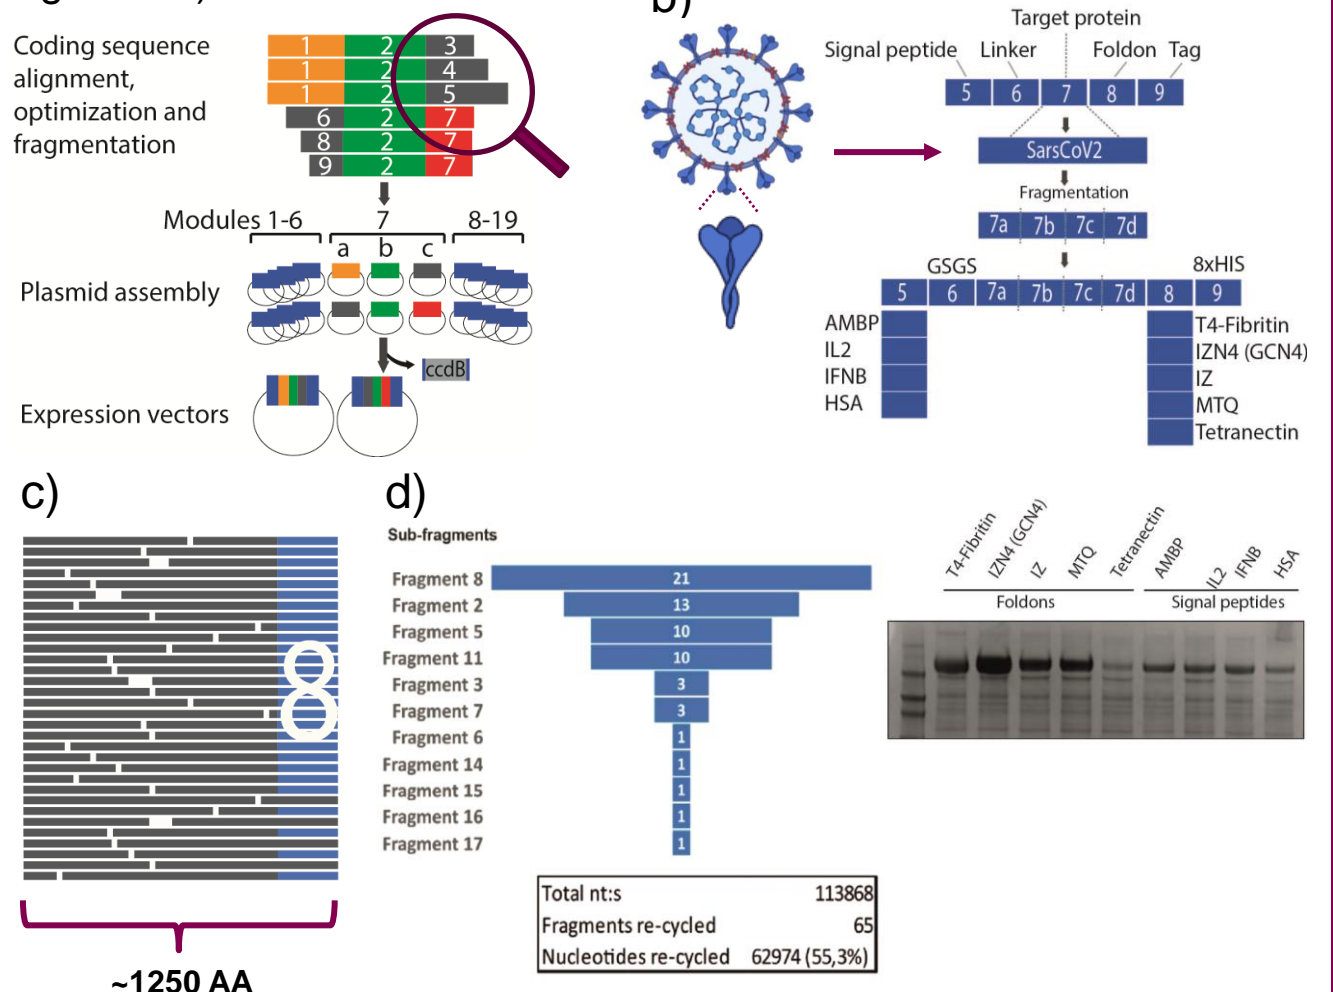 b)
Coding sequence
alignment,
optimization and
fragmentation
1 2 3
1 2 4
1 2 5
6 2 7
8 2 7
9 2 7
Modules 1-6 7 8-19
a b c
Plasmid assembly
ccdB
Expression vectors
Target protein
Signal peptide Linker Foldon Tag
5 6 7 8 9
SarsCoV2
Fragmentation
7a 7b 7c 7d
GSGS 8xHIS
5 6 7a 7b 7c 7d 8 9
AMBP T4-Fibritin
IL2 IZN4 (GCN4)
IFNB IZ
HSA MTQ
Tetranectin
c)
8
~1250 AA
d)
Sub-fragments
Fragment 8 21
Fragment 2 13
Fragment 5 10
Fragment 11 10
Fragment 3 3
Fragment 7 3
Fragment 6 1
Fragment 14 1
Fragment 15 1
Fragment 16 1
Fragment 17 1
Total nt:s 113868
Fragments re-cycled 65
Nucleotides re-cycled 62974 (55,3%)
T4-Fibritin IZN4 (GCN4) IZ MTQ Tetranectin AMBP IL2 IFNB HSA
Foldons Signal peptides